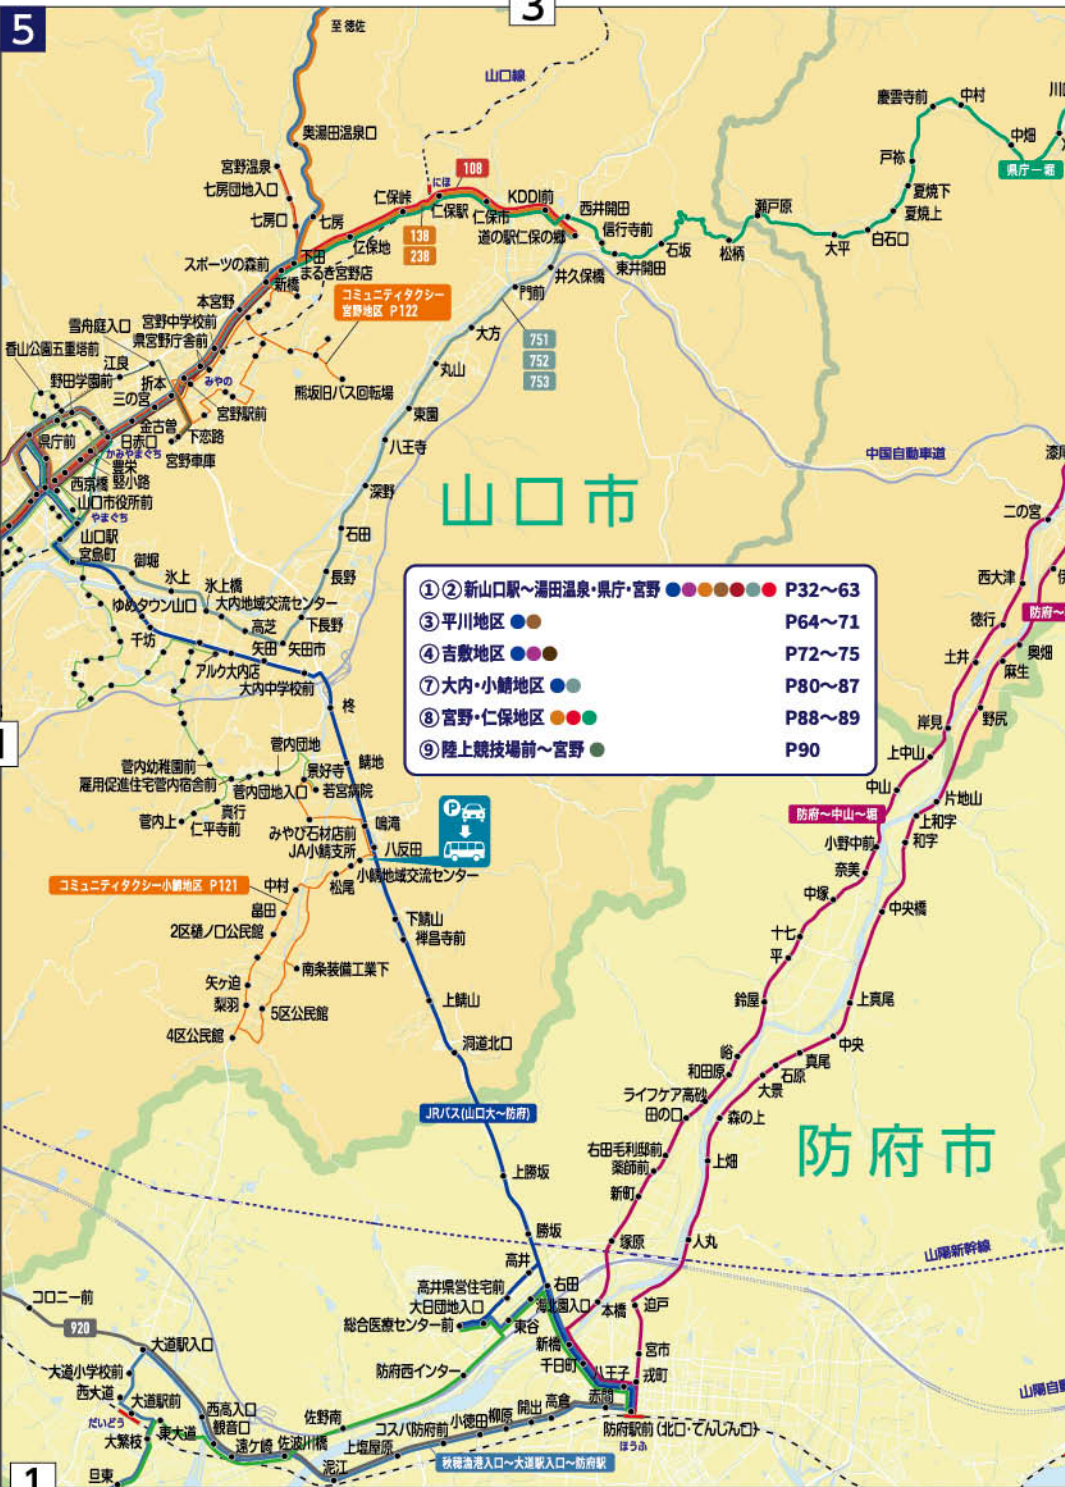 5
3
至 徳佐
山口線
慶雲寺前
中村
中畑
県庁ー堀
戸祢
夏焼下
夏焼上
白石口
大平
瀬戸原
松柄
石坂
奥湯田温泉口
宮野温泉
七房団地入口
七房口
七房
108
にほ
仁保峠
仁保駅
仁保市
KDDI前
西井開田
信行寺前
東井開田
道の駅仁保の郷
138
238
仁保地
下田
スポーツの森前
まるき宮野店
新橋
井久保橋
門前
本宮野
コミュニティタクシー
宮野地区 P122
宮野中学校前
県宮野庁舎前
雪舟庭入口
香山公園五重塔前
江良
野田学園前
折本
三の宮
みやの
宮野駅前
熊坂旧バス回転場
大方
751
752
753
丸山
東園
八王寺
金古曽
下恋路
県庁前
日赤口
かみやまぐち
宮野車庫
豊栄
西京橋
竪小路
山口市役所前
やまぐち
山口駅
宮島町
深野
石田
長野
山口市
中国自動車道
二の宮
西大津
徳行
土井
奥畑
麻生
野尻
岸見
上中山
中山
片地山
上和字
和字
防府～中山～堀
小野中前
奈美
中塚
中央橋
十七
平
鈴屋
上真尾
御堀
氷上
氷上橋
ゆめタウン山口
大内地域交流センター
高芝
下長野
千坊
矢田
矢田市
アルク大内店
大内中学校前
柊
①②新山口駅～湯田温泉・県庁・宮野 P32～63
③平川地区 P64～71
④吉敷地区 P72～75
⑦大内・小鯖地区 P80～87
⑧宮野・仁保地区 P88～89
⑨陸上競技場前～宮野 P90
菅内団地
菅内幼稚園前
雇用促進住宅菅内宿舎前
景好寺
鯖地
菅内団地入口
若宮病院
真行
菅内上
仁平寺前
みやび石材店前
鳴滝
P
JA小鯖支所
八反田
小鯖地域交流センター
コミュニティタクシー小鯖地区 P121
中村
松尾
畠田
2区樋ノ口公民館
下鯖山
禅昌寺前
南条装備工業下
矢ヶ迫
梨羽
5区公民館
4区公民館
上鯖山
洞道北口
JRバス(山口大～防府)
中央
真尾
石原
大景
峪
和田原
ライフケア高砂
田の口
森の上
右田毛利邸前
薬師前
上畑
新町
防府市
上勝坂
勝坂
塚原
人丸
山陽新幹線
高井
右田
高井県営住宅前
大日団地入口
海北園入口
本橋
迫戸
総合医療センター前
東谷
新橋
宮市
千日町
戎町
八王子
赤間
防府西インター
コロニー前
920
大道駅入口
大道小学校前
西大道
大道駅前
だいどう
大繁枝
東大道
西高入口
観音口
遠ケ崎
佐波川橋
佐野南
旦東
泥江
上塩屋原
コスパ防府前
小徳田
柳原
開出
高倉
防府駅前(北口・てんじん口)
ほうふ
秋穂漁港入口～大道駅入口～防府駅
1